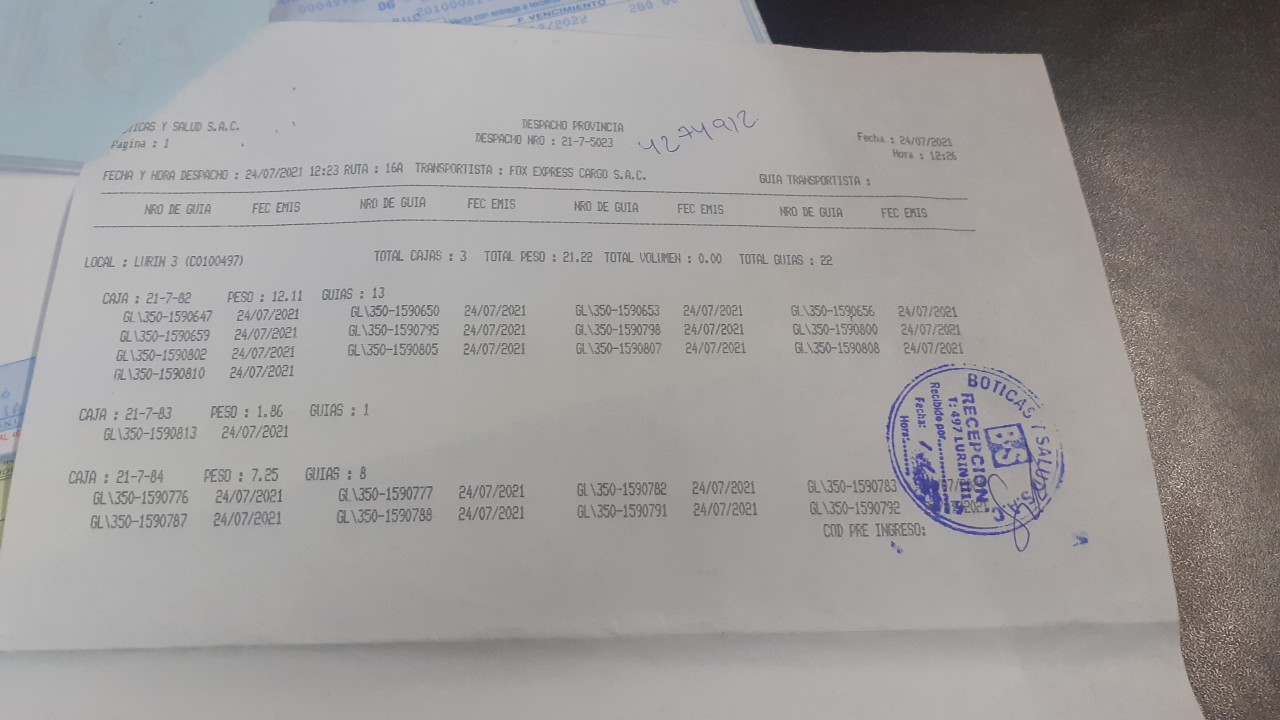 0004995
DG
F. VENCIMIENTO
/2022
280.00
ICAS Y SALUD S.A.C.
DESPACHO PROVINCIA
Fecha : 24/07/2021
Pagina : 1
DESPACHO NRO : 21-7-5023
4274912
Hora : 12:26
FECHA Y HORA DESPACHO : 24/07/2021 12:23 RUTA : 16A TRANSPORTISTA : FOX EXPRESS CARGO S.A.C. GUIA TRANSPORTISTA :
NRO DE GUIA FEC EMIS NRO DE GUIA FEC EMIS NRO DE GUIA FEC EMIS NRO DE GUIA FEC EMIS
LOCAL : LURIN 3 (C0100497) TOTAL CAJAS : 3 TOTAL PESO : 21.22 TOTAL VOLUMEN : 0.00 TOTAL GUIAS : 22
CAJA : 21-7-82 PESO : 12.11 GUIAS : 13
GL\350-1590647 24/07/2021 GL\350-1590650 24/07/2021 GL\350-1590653 24/07/2021 GL\350-1590656 24/07/2021
GL\350-1590659 24/07/2021 GL\350-1590795 24/07/2021 GL\350-1590798 24/07/2021 GL\350-1590800 24/07/2021
GL\350-1590802 24/07/2021 GL\350-1590805 24/07/2021 GL\350-1590807 24/07/2021 GL\350-1590808 24/07/2021
GL\350-1590810 24/07/2021
CAJA : 21-7-83 PESO : 1.86 GUIAS : 1
GL\350-1590813 24/07/2021
CAJA : 21-7-84 PESO : 7.25 GUIAS : 8
GL\350-1590776 24/07/2021 GL\350-1590777 24/07/2021 GL\350-1590782 24/07/2021 GL\350-1590783
GL\350-1590787 24/07/2021 GL\350-1590788 24/07/2021 GL\350-1590791 24/07/2021 GL\350-1590792
COD PRE INGRESO:
BOTICAS Y SALUD S.A.C.
BS
RECEPCION
T: 497 LURIN III
Recibido por:
Fecha:
Hora: